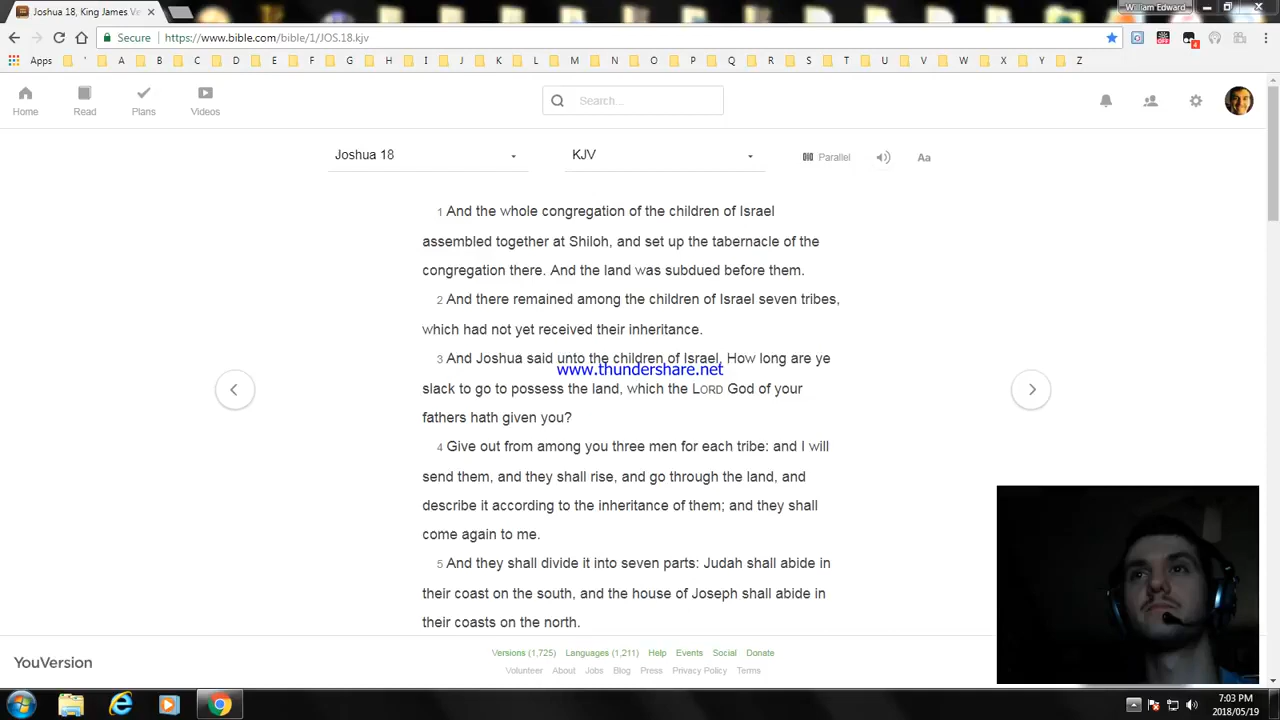 Joshua 18, King James Ve
William Edward
Secure
https://www.bible.com/bible/1/JOS.18.kjv
4
Apps ' A B C D E F G H I J K L M N O P Q R S T U V W X Y Z
Home
Read
Plans
Videos
Search...
Joshua 18
KJV
Parallel
Aa
1 And the whole congregation of the children of Israel
assembled together at Shiloh, and set up the tabernacle of the
congregation there. And the land was subdued before them.
2 And there remained among the children of Israel seven tribes,
which had not yet received their inheritance.
3 And Joshua said unto the children of Israel, How long are ye
www.thundershare.net
slack to go to possess the land, which the LORD God of your
fathers hath given you?
4 Give out from among you three men for each tribe: and I will
send them, and they shall rise, and go through the land, and
describe it according to the inheritance of them; and they shall
come again to me.
5 And they shall divide it into seven parts: Judah shall abide in
their coast on the south, and the house of Joseph shall abide in
their coasts on the north.
YouVersion
Versions (1,725) Languages (1,211) Help Events Social Donate
Volunteer About Jobs Blog Press Privacy Policy Terms
7:03 PM
2018/05/19